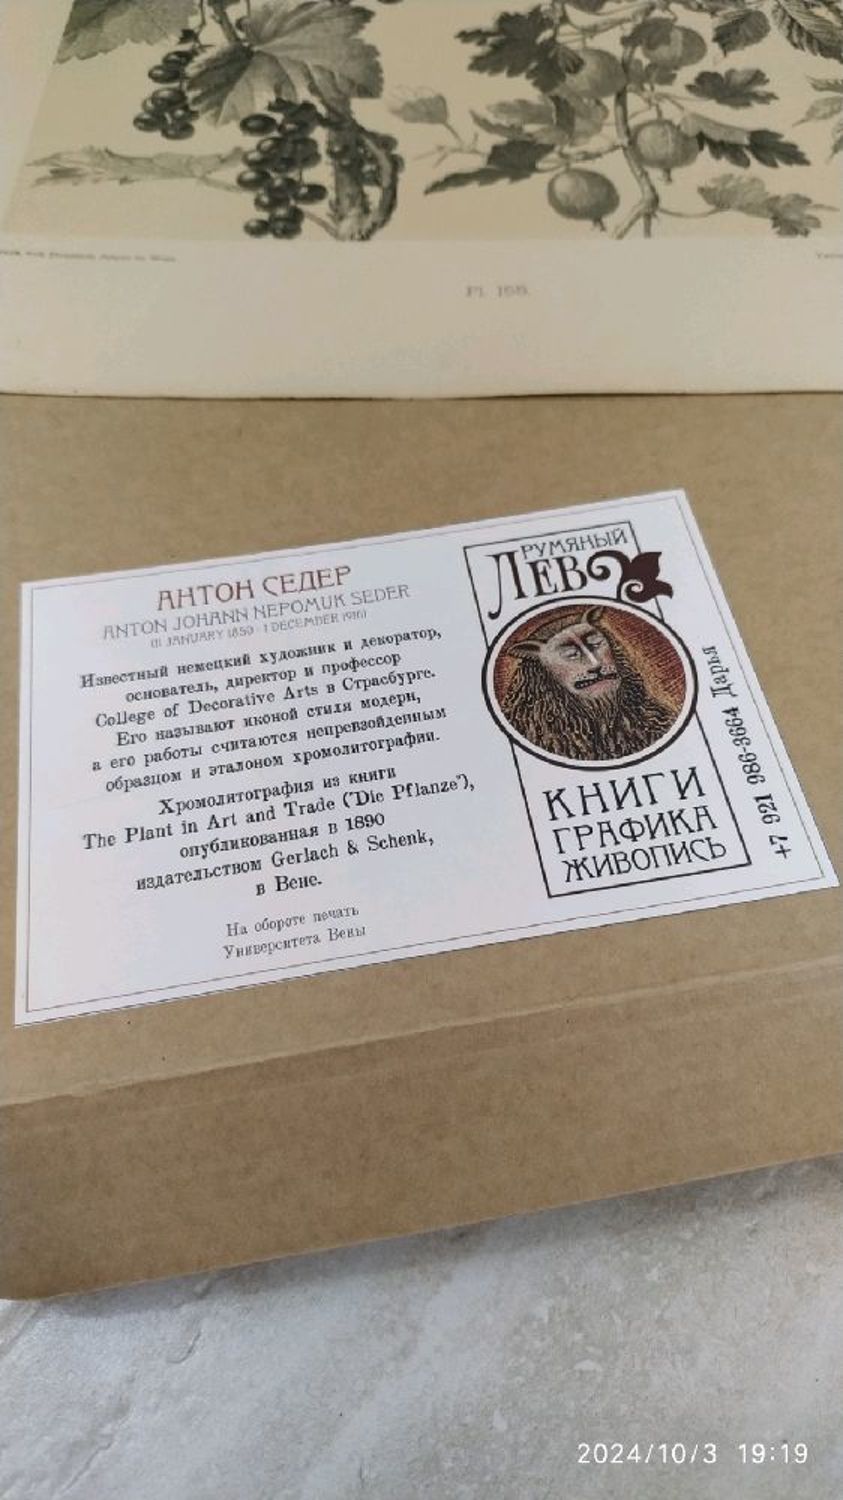 Pl. 168.
АНТОН СЕДЕР
ANTON JOHANN NEPOMUK SEDER
(11 JANUARY 1850 - 1 DECEMBER 1916)
Известный немецкий художник и декоратор,
основатель, директор и профессор
College of Decorative Arts в Страсбурге.
Его называют иконой стиля модерн,
а его работы считаются непревзойденным
образцом и эталоном хромолитографии.
Хромолитография из книги
The Plant in Art and Trade ("Die Pflanze"),
опубликованная в 1890
издательством Gerlach & Schenk,
в Вене.
На обороте печать
Университета Вены
РУМЯНЫЙ
ЛЕВ
КНИГИ
ГРАФИКА
ЖИВОПИСЬ
+7 921 986-3664 Дарья
2024/10/3 19:19